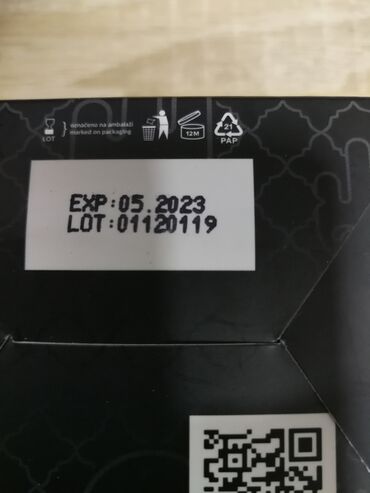 LOT
označeno na ambalaži
marked on packaging
12M
21
PAP
EXP:05.2023
LOT:01120119